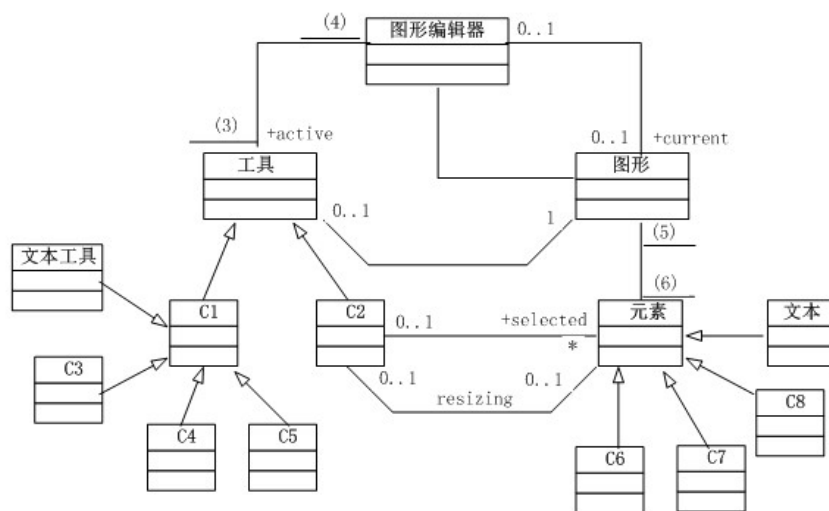 (4)
图形编辑器
0..1
(3)
+active
0..1
+current
工具
图形
0..1
1
(5)
文本工具
(6)
C1
C2
0..1
+selected
*
元素
文本
C3
0..1
resizing
0..1
C8
C4
C5
C6
C7